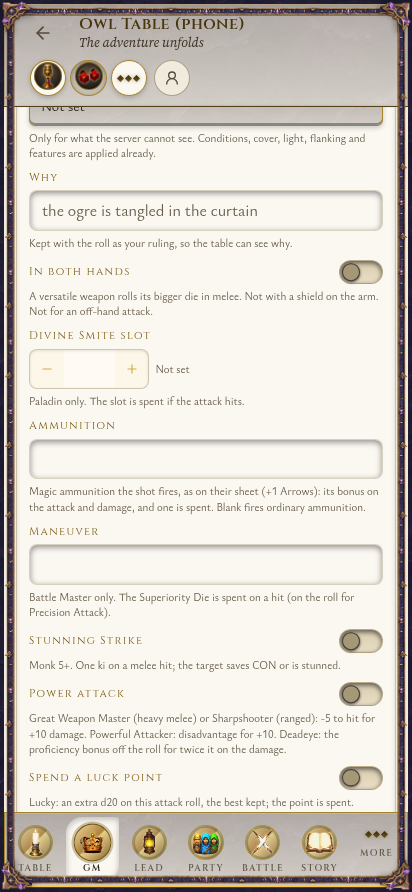 Owl Table (phone)
The adventure unfolds
Not set
Only for what the server cannot see. Conditions, cover, light, flanking and
features are applied already.
Why
the ogre is tangled in the curtain
Kept with the roll as your ruling, so the table can see why.
In both hands
A versatile weapon rolls its bigger die in melee. Not with a shield on the arm.
Not for an off-hand attack.
Divine Smite slot
− + Not set
Paladin only. The slot is spent if the attack hits.
Ammunition
Magic ammunition the shot fires, as on their sheet (+1 Arrows): its bonus on
the attack and damage, and one is spent. Blank fires ordinary ammunition.
Maneuver
Battle Master only. The Superiority Die is spent on a hit (on the roll for
Precision Attack).
Stunning Strike
Monk 5+. One ki on a melee hit; the target saves CON or is stunned.
Power attack
Great Weapon Master (heavy melee) or Sharpshooter (ranged): -5 to hit for
+10 damage. Powerful Attacker: disadvantage for +10. Deadeye: the
proficiency bonus off the roll for twice it on the damage.
Spend a luck point
Lucky: an extra d20 on this attack roll, the best kept; the point is spent.
Table GM Lead Party Battle Story More